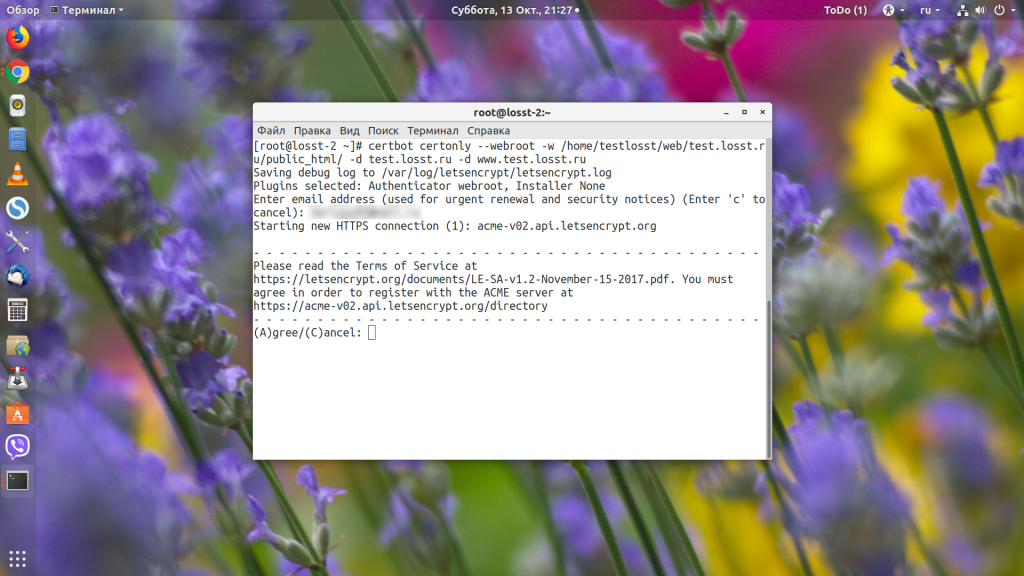 Обзор Терминал Суббота, 13 Окт., 21:27 ToDo (1) ru
root@losst-2:~
Файл Правка Вид Поиск Терминал Справка
[root@losst-2 ~]# certbot certonly --webroot -w /home/testlosst/web/test.losst.r
u/public_html/ -d test.losst.ru -d www.test.losst.ru
Saving debug log to /var/log/letsencrypt/letsencrypt.log
Plugins selected: Authenticator webroot, Installer None
Enter email address (used for urgent renewal and security notices) (Enter 'c' to
cancel):
Starting new HTTPS connection (1): acme-v02.api.letsencrypt.org
- - - - - - - - - - - - - - - - - - - - - - - - - - - - - - - - - - - - - - - -
Please read the Terms of Service at
https://letsencrypt.org/documents/LE-SA-v1.2-November-15-2017.pdf. You must
agree in order to register with the ACME server at
https://acme-v02.api.letsencrypt.org/directory
- - - - - - - - - - - - - - - - - - - - - - - - - - - - - - - - - - - - - - - -
(A)gree/(C)ancel: